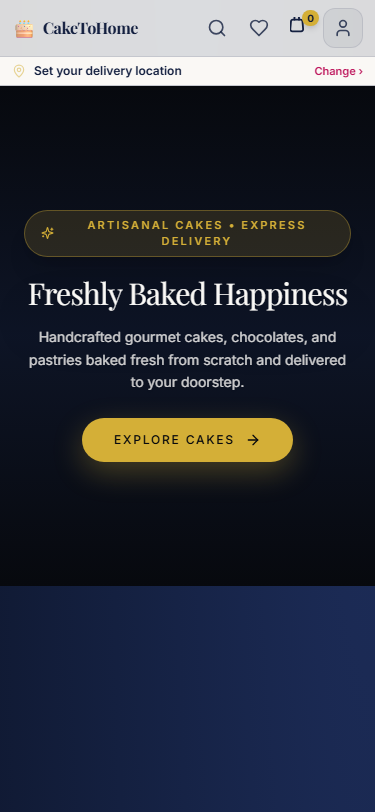 CakeToHome
0
Set your delivery location
Change ›
ARTISANAL CAKES • EXPRESS
DELIVERY
Freshly Baked Happiness
Handcrafted gourmet cakes, chocolates, and
pastries baked fresh from scratch and delivered
to your doorstep.
EXPLORE CAKES →